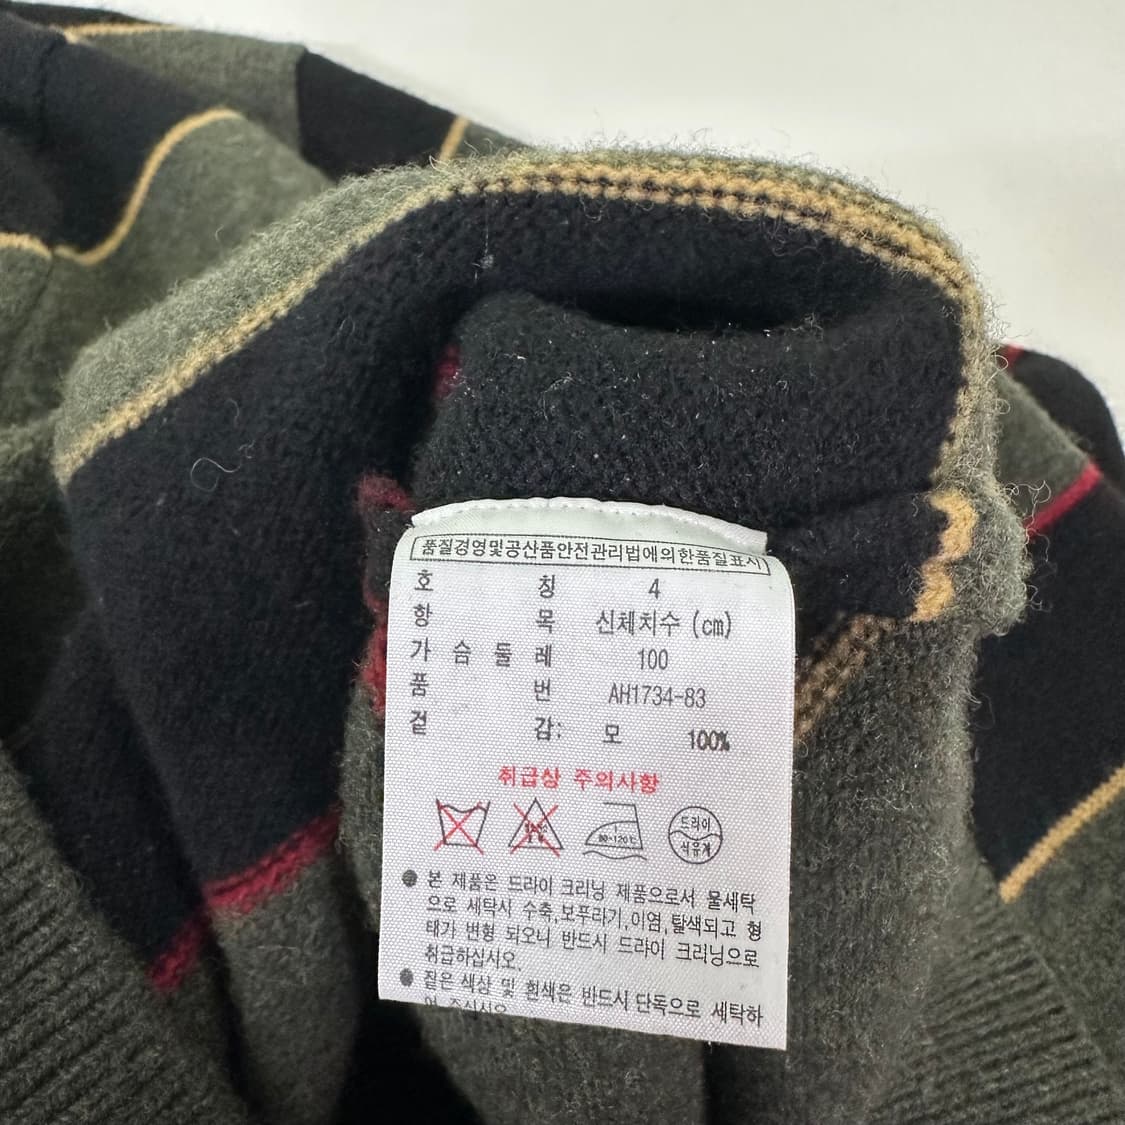 품질경영및공산품안전관리법에의한품질표시
호 칭 4
항 목 신체치수 (cm)
가 슴 둘 레 100
품 번 AH1734-83
겉 감: 모 100%
취급상 주의사항
80~120℃ 드라이
석유계
● 본 제품은 드라이 크리닝 제품으로서 물세탁
으로 세탁시 수축,보푸라기,이염,탈색되고 형
태가 변형 되오니 반드시 드라이 크리닝으로
취급하십시오.
● 짙은 색상 및 흰색은 반드시 단독으로 세탁하
여 주십시오